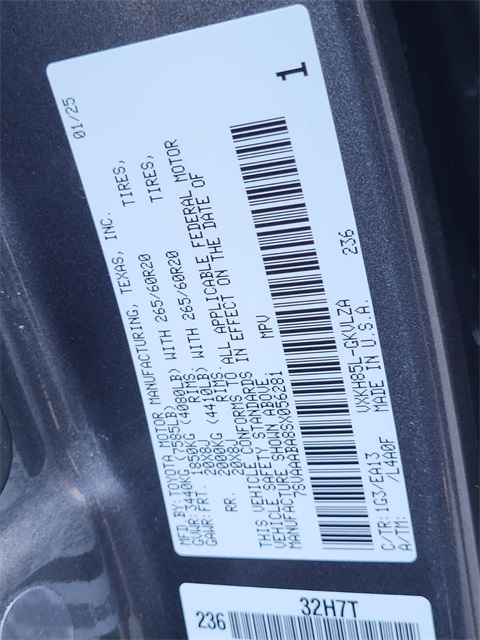 MFD.BY:TOYOTA MOTOR MANUFACTURING, TEXAS, INC. 01/25
GVWR:3440KG (7585LB)
GAWR:FRT. 1850KG (4080LB) WITH 265/60R20 TIRES,
20X8J RIMS,
RR. 2000KG (4410LB) WITH 265/60R20 TIRES,
20X8J RIMS,
THIS VEHICLE CONFORMS TO ALL APPLICABLE FEDERAL MOTOR
VEHICLE SAFETY STANDARDS IN EFFECT ON THE DATE OF
MANUFACTURE SHOWN ABOVE.
7SVAAABA8SX056281 MPV
1
236
C/TR:1G3/EA13 VXKH85L-GKVLZA
A/TM: /L4A0F MADE IN U.S.A.
236 32H7T